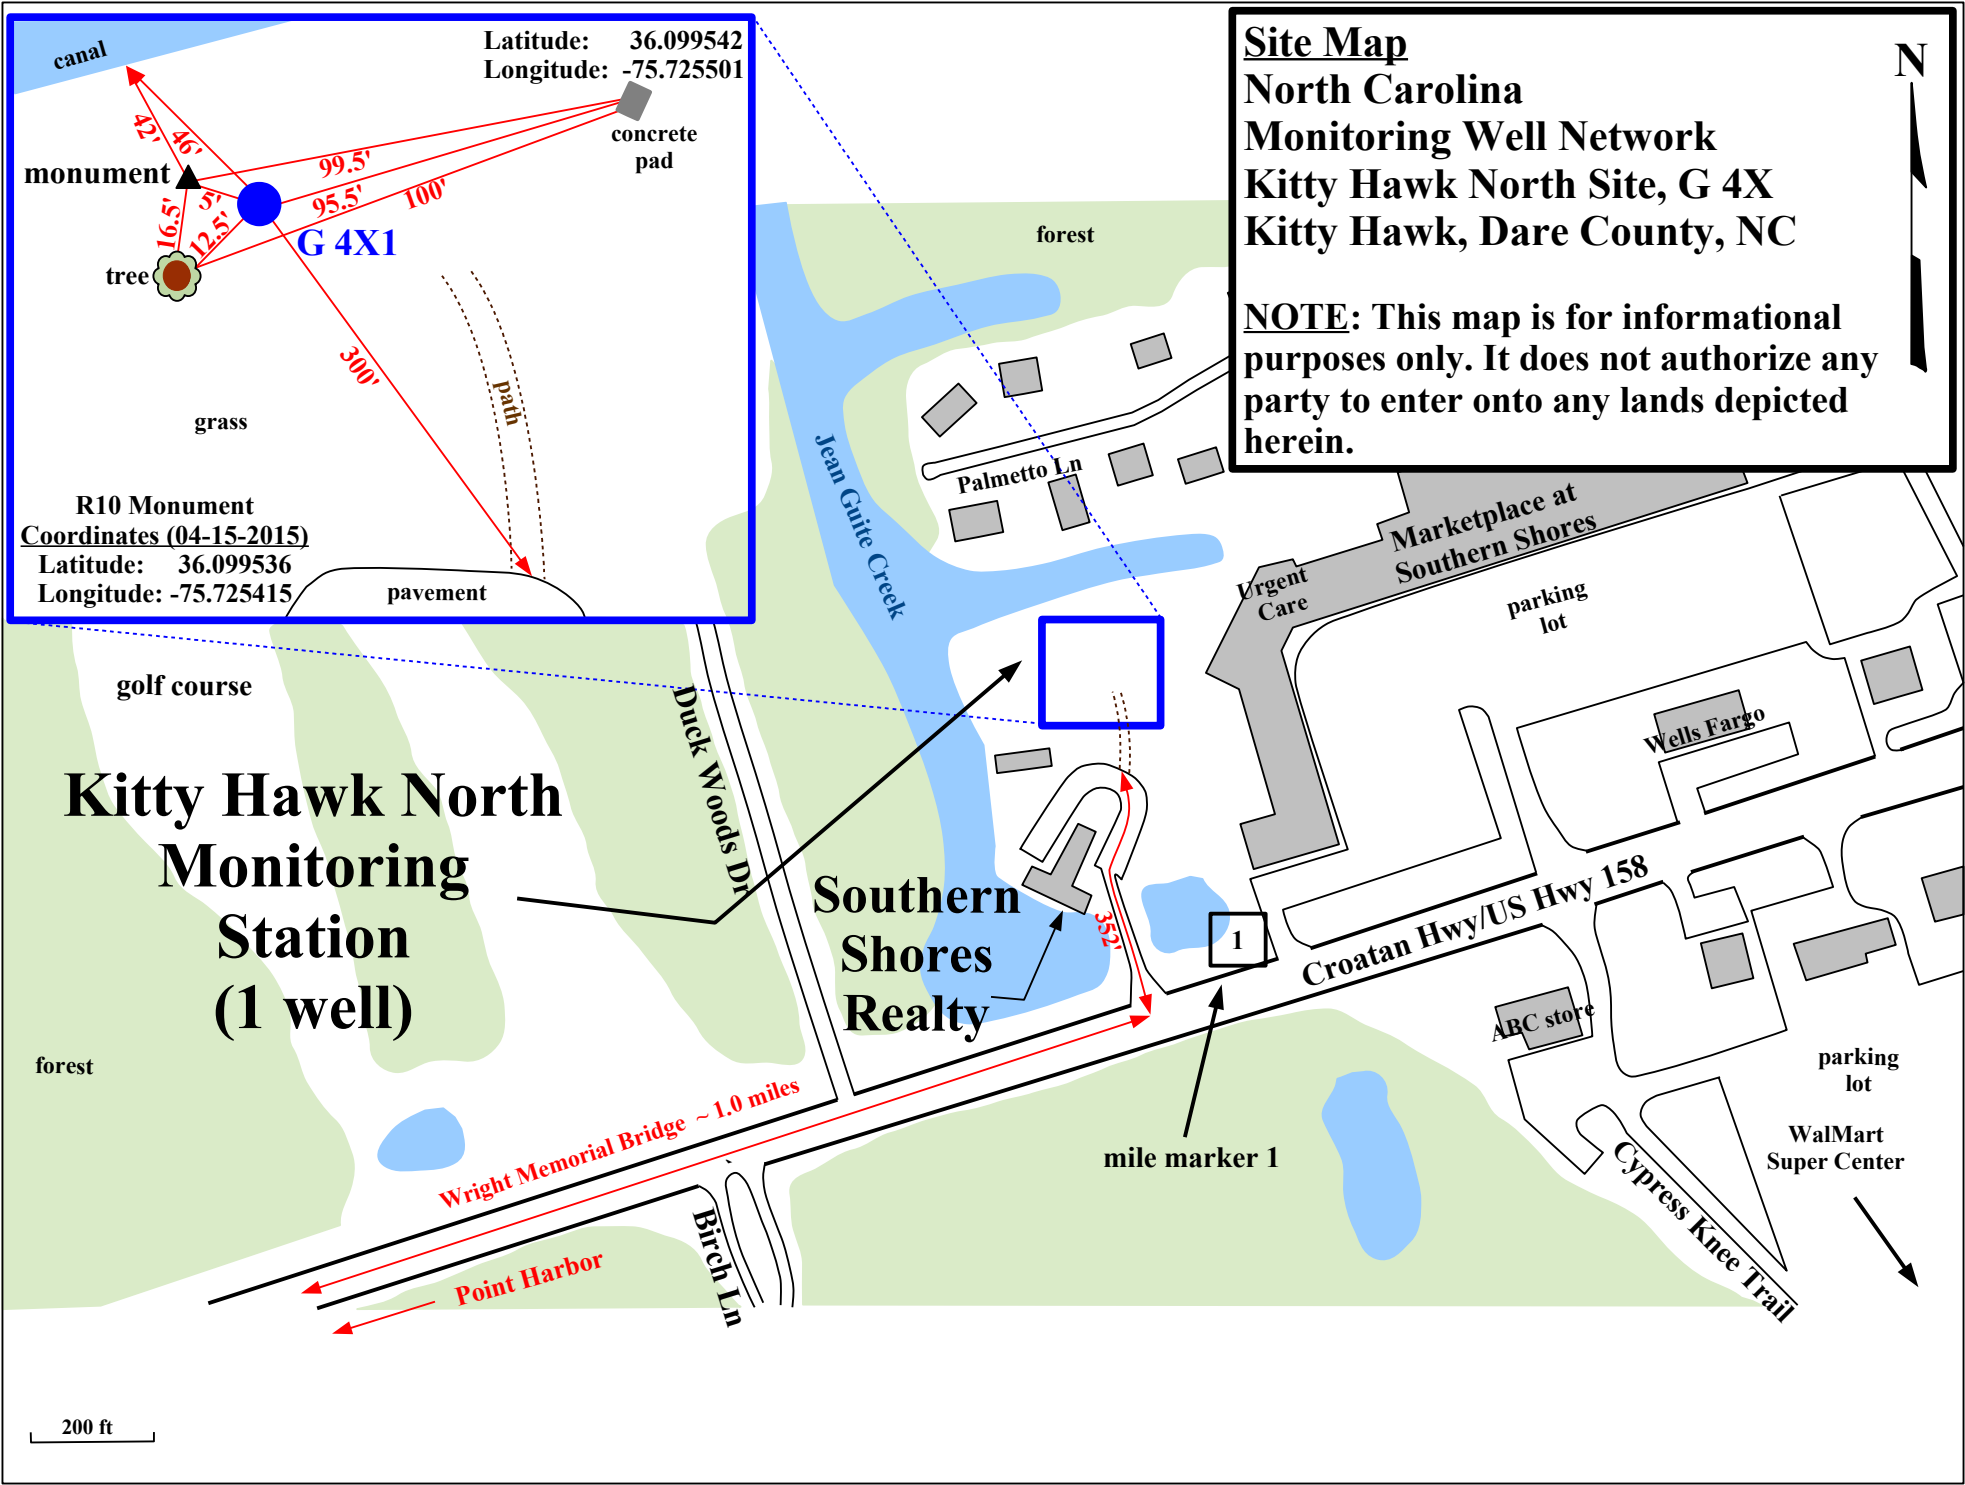 canal
Latitude: 36.099542
Longitude: -75.725501
concrete
pad
42'
46'
monument
99.5'
95.5'
100'
5'
16.5'
12.5'
G 4X1
tree
300'
path
grass
R10 Monument
Coordinates (04-15-2015)
Latitude: 36.099536
Longitude: -75.725415
pavement
Site Map
North Carolina
Monitoring Well Network
Kitty Hawk North Site, G 4X
Kitty Hawk, Dare County, NC
NOTE: This map is for informational
purposes only. It does not authorize any
party to enter onto any lands depicted
herein.
N
forest
Jean Guite Creek
Palmetto Ln
Marketplace at
Southern Shores
Urgent
Care
parking
lot
golf course
Duck Woods Dr
Wells Fargo
Kitty Hawk North
Monitoring
Station
(1 well)
Southern
Shores
Realty
352'
1
Croatan Hwy/US Hwy 158
ABC store
forest
parking
lot
Wright Memorial Bridge ~ 1.0 miles
mile marker 1
WalMart
Super Center
Cypress Knee Trail
Birch Ln
Point Harbor
200 ft